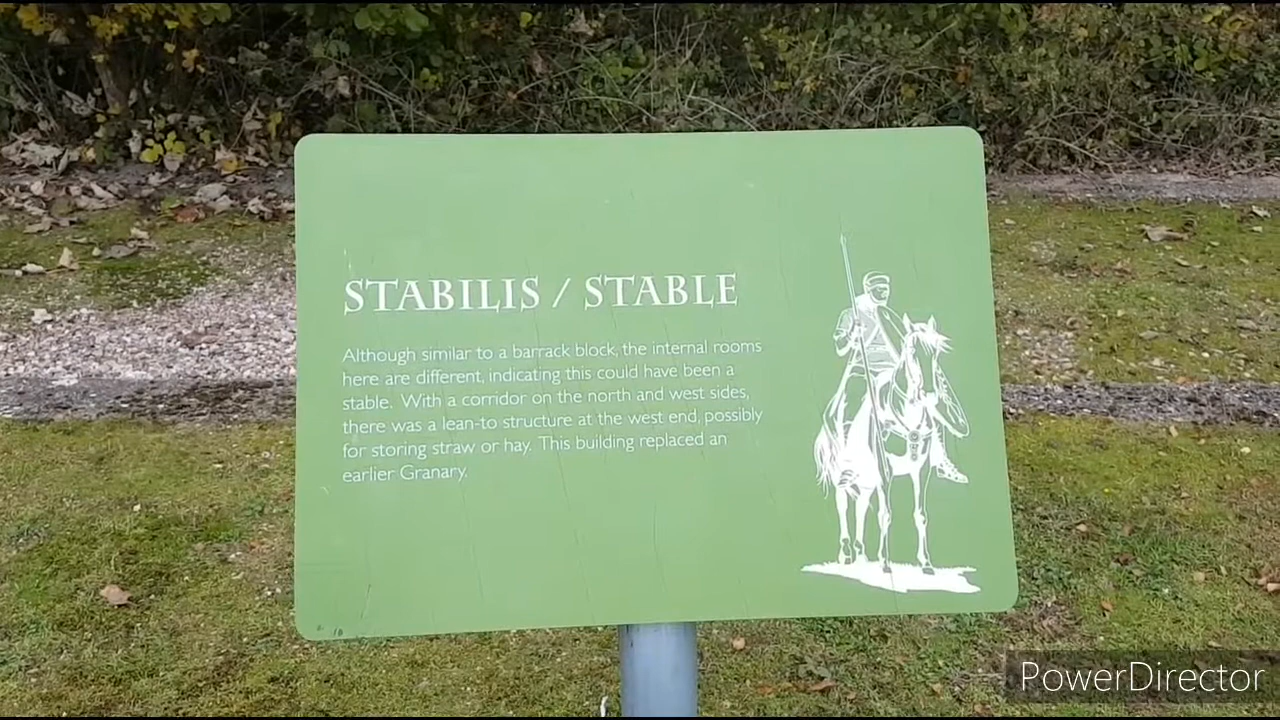 STABILIS / STABLE
Although similar to a barrack block, the internal rooms
here are different, indicating this could have been a
stable. With a corridor on the north and west sides,
there was a lean-to structure at the west end, possibly
for storing straw or hay. This building replaced an
earlier Granary.
PowerDirector